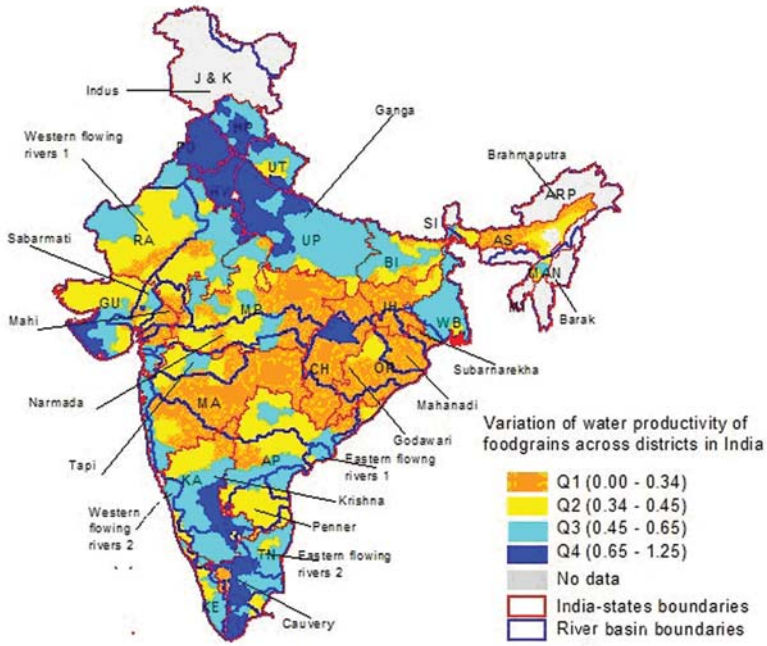 J & K
Indus
HP
Ganga
Western flowing
rivers 1
PU
UT
Brahmaputra
HR
ARP
Sabarmati
RA
UP
SI
AS
BI
GU
MP
JH
MAN
MI
Mahi
WB
Barak
CH
OR
Subarnarekha
Narmada
MA
Mahanadi
Godawari
Tapi
AP
Eastern flowng
rivers 1
KA
Krishna
Western
flowing
rivers 2
Penner
TN
Eastern flowing
rivers 2
KE
Cauvery
Variation of water productivity of
foodgrains across districts in India
Q1 (0.00 - 0.34)
Q2 (0.34 - 0.45)
Q3 (0.45 - 0.65)
Q4 (0.65 - 1.25)
No data
India-states boundaries
River basin boundaries